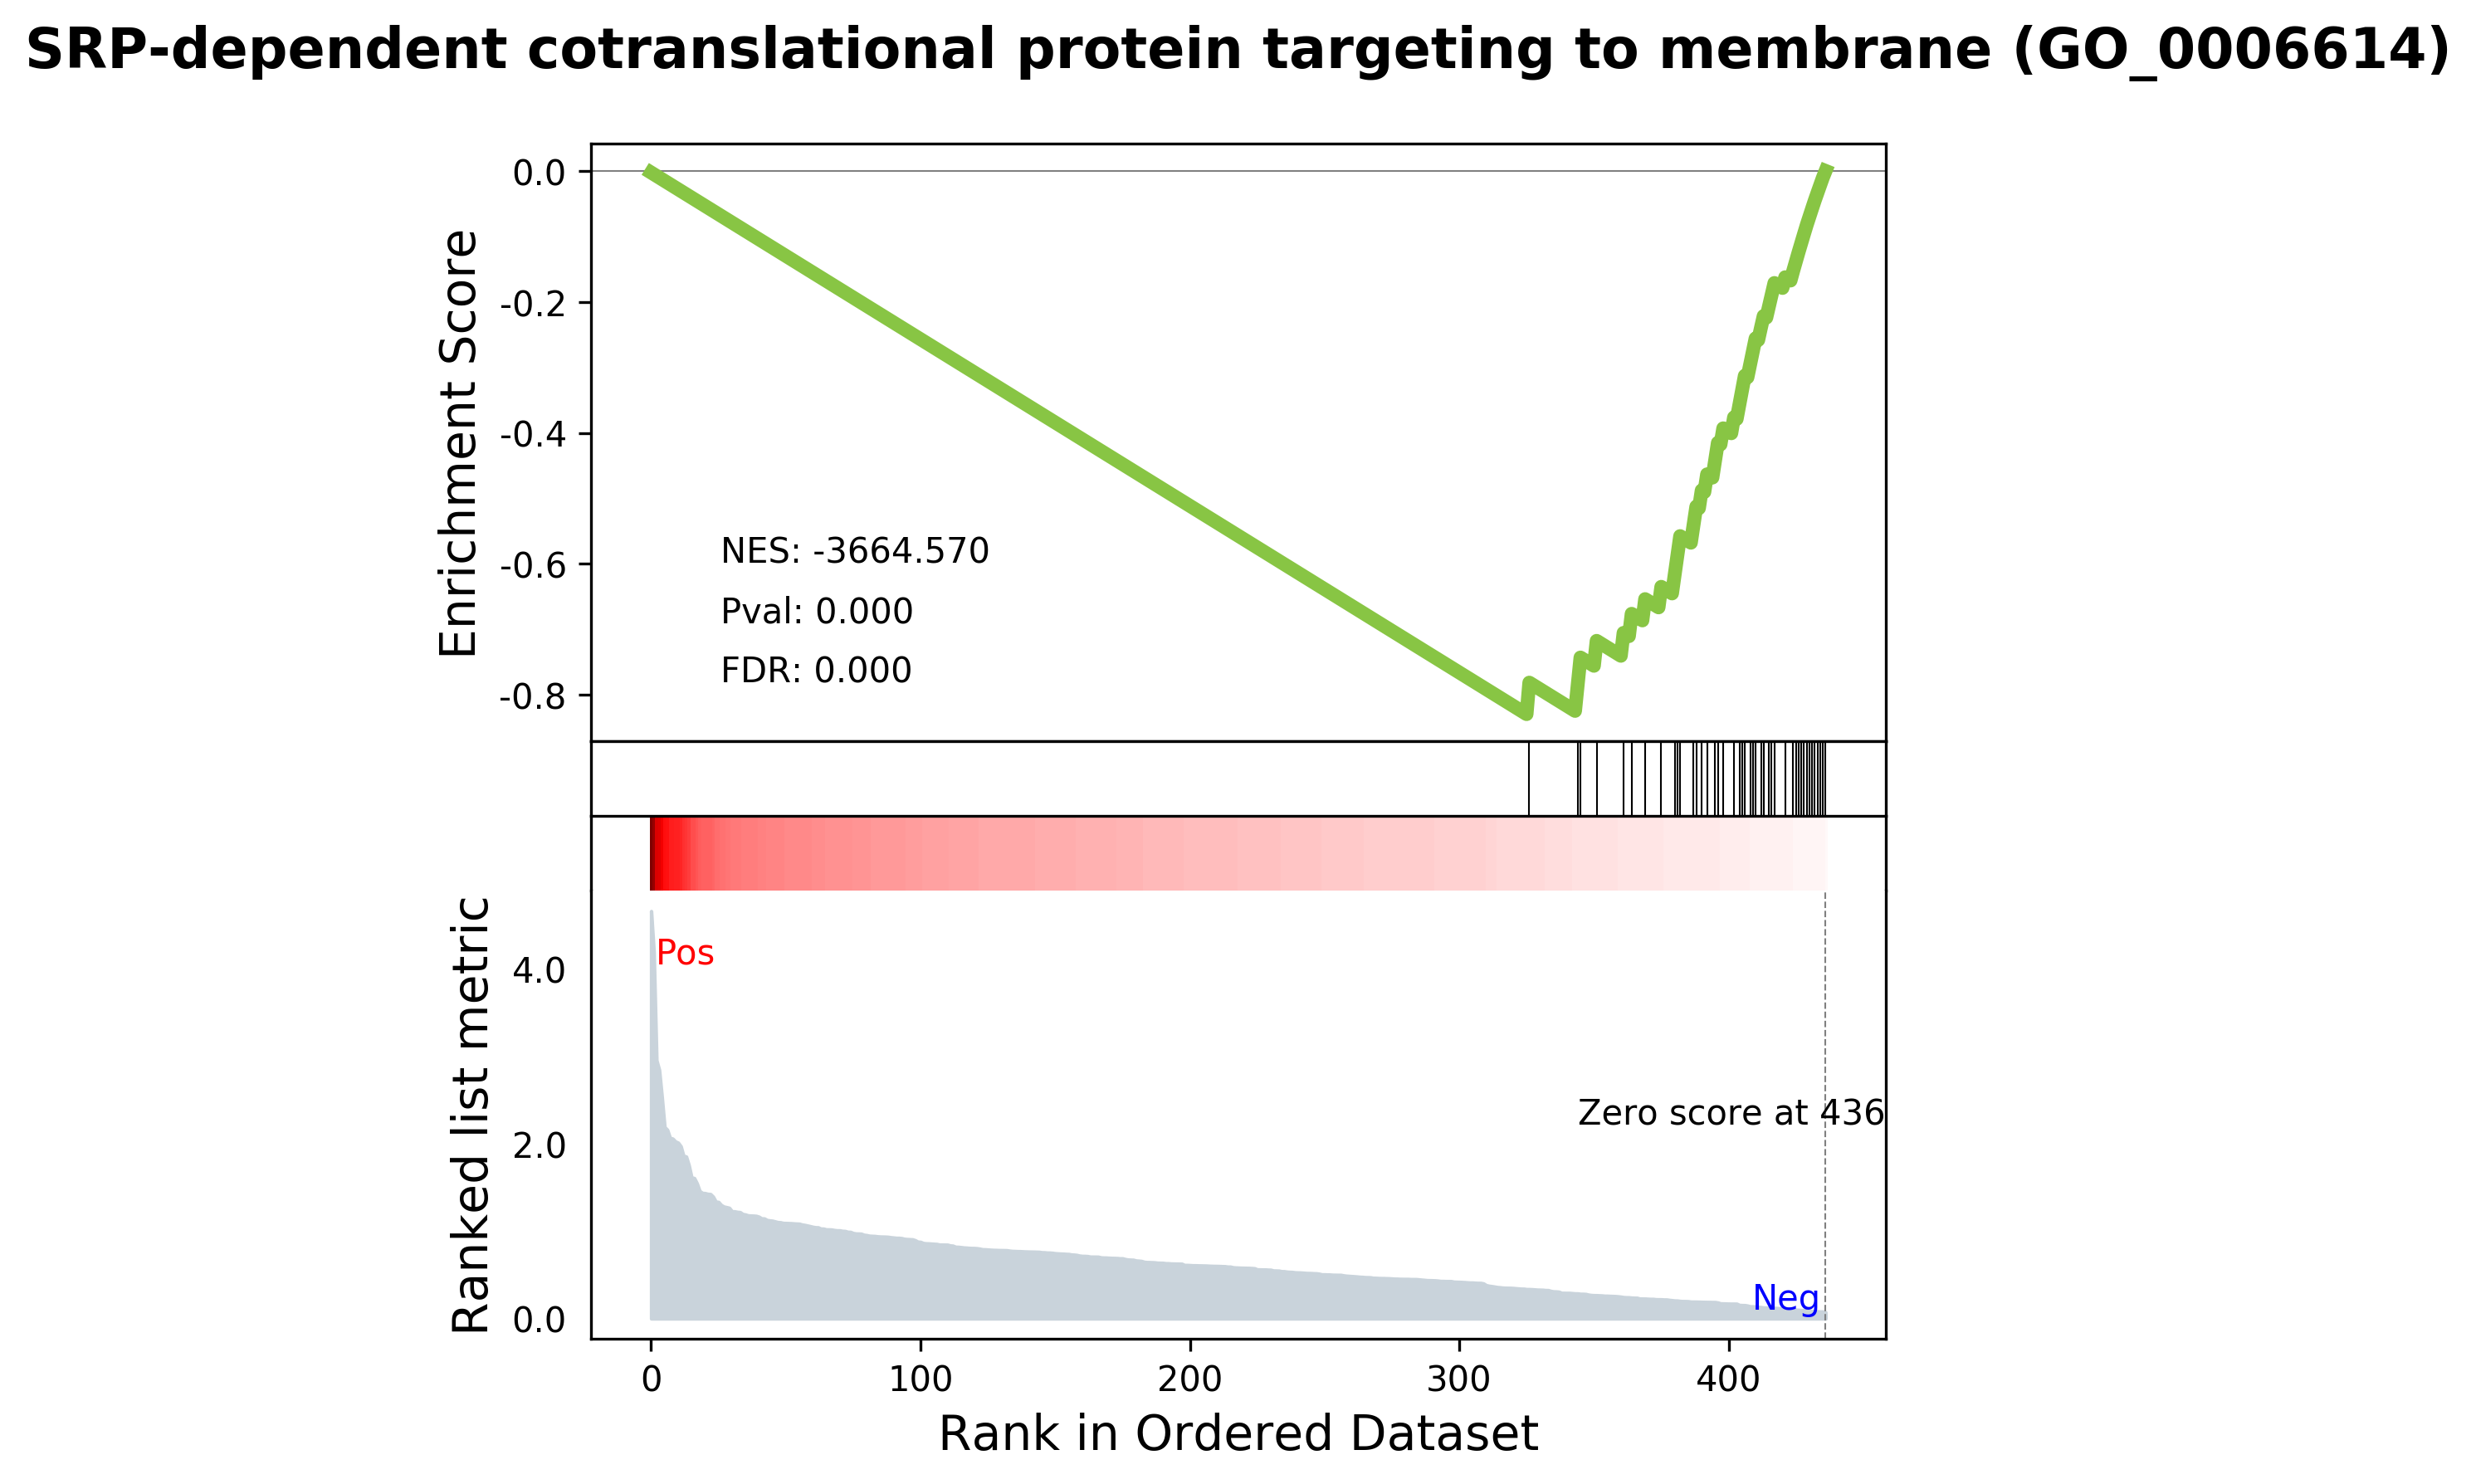 SRP-dependent cotranslational protein targeting to membrane (GO_0006614)
Enrichment Score
0.0
-0.2
-0.4
-0.6
-0.8
NES: -3664.570
Pval: 0.000
FDR: 0.000
Ranked list metric
4.0
2.0
0.0
Pos
Zero score at 436
Neg
0 100 200 300 400
Rank in Ordered Dataset